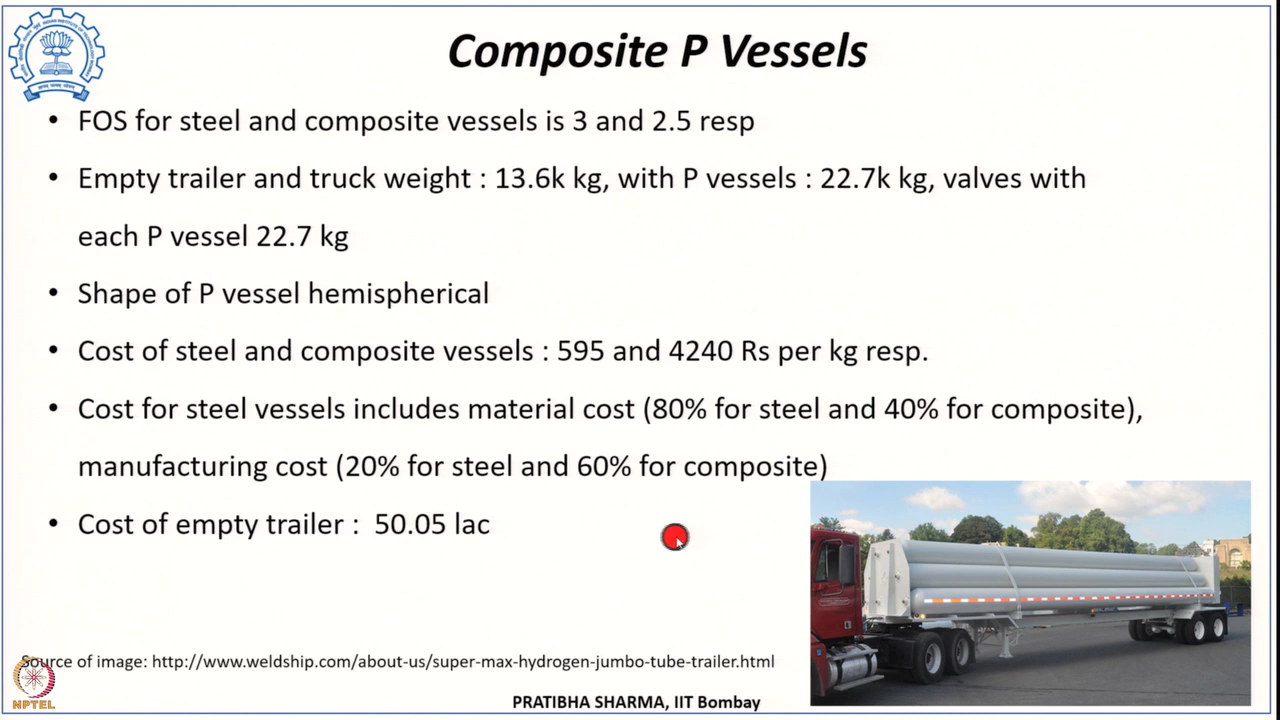 Composite P Vessels
• FOS for steel and composite vessels is 3 and 2.5 resp
• Empty trailer and truck weight : 13.6k kg, with P vessels : 22.7k kg, valves with
each P vessel 22.7 kg
• Shape of P vessel hemispherical
• Cost of steel and composite vessels : 595 and 4240 Rs per kg resp.
• Cost for steel vessels includes material cost (80% for steel and 40% for composite),
manufacturing cost (20% for steel and 60% for composite)
• Cost of empty trailer : 50.05 lac
Source of image: http://www.weldship.com/about-us/super-max-hydrogen-jumbo-tube-trailer.html
NPTEL
PRATIBHA SHARMA, IIT Bombay